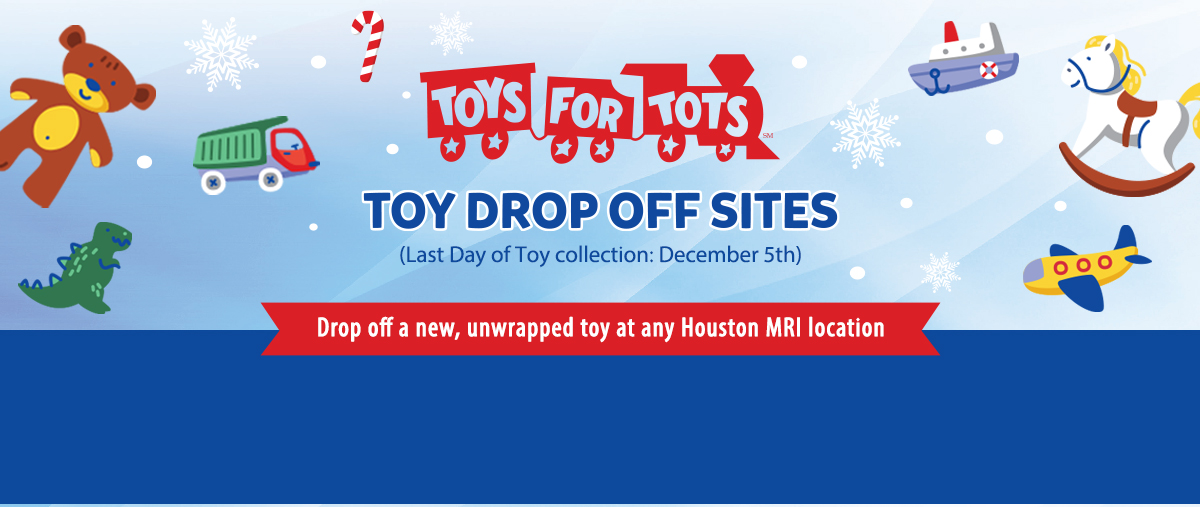 TOYS FOR TOTS
SM
TOY DROP OFF SITES
(Last Day of Toy collection: December 5th)
Drop off a new, unwrapped toy at any Houston MRI location